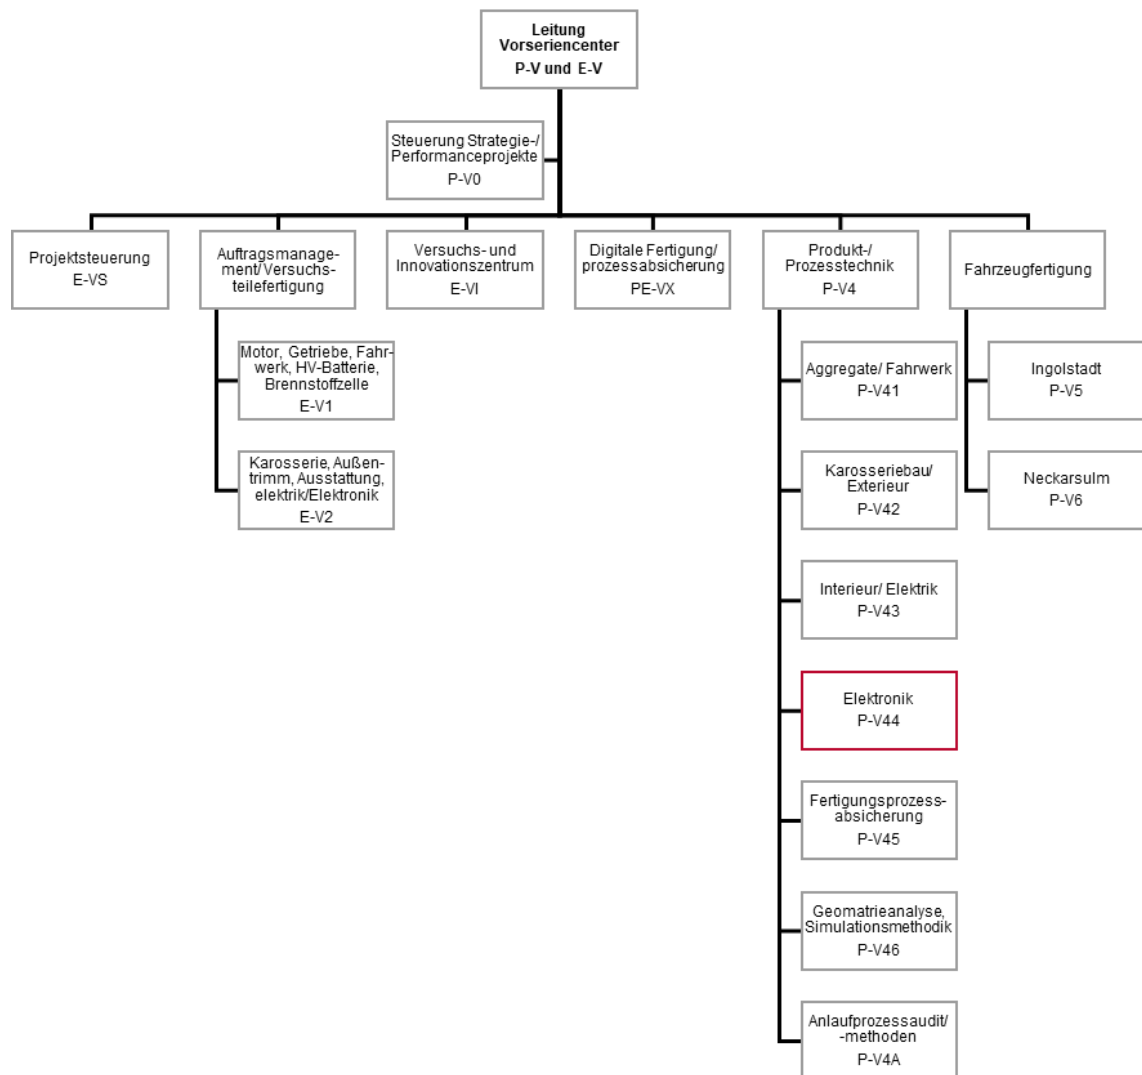 Leitung
Vorseriencenter
P-V und E-V
Steuerung Strategie-/
Performanceprojekte
P-V0
Projektsteuerung
E-VS
Auftragsmanage-
ment/Versuchs-
teilefertigung
Versuchs- und
Innovationszentrum
E-VI
Digitale Fertigung/
prozessabsicherung
PE-VX
Produkt-/
Prozesstechnik
P-V4
Fahrzeugfertigung
Motor, Getriebe, Fahr-
werk, HV-Batterie,
Brennstoffzelle
E-V1
Karosserie, Außen-
trimm, Ausstattung,
elektrik/Elektronik
E-V2
Aggregate/ Fahrwerk
P-V41
Karosseriebau/
Exterieur
P-V42
Interieur/ Elektrik
P-V43
Elektronik
P-V44
Fertigungsprozess-
absicherung
P-V45
Geomatrieanalyse,
Simulationsmethodik
P-V46
Anlaufprozessaudit/
-methoden
P-V4A
Ingolstadt
P-V5
Neckarsulm
P-V6